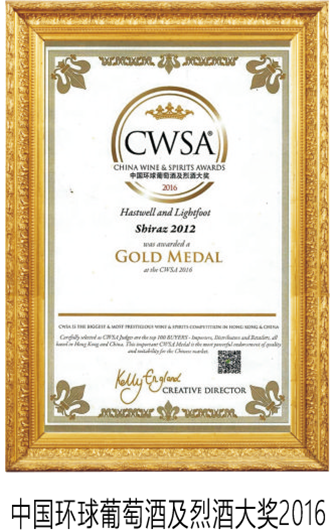 CWSA®
CHINA WINE & SPIRITS AWARDS
中国环球葡萄酒及烈酒大奖
2016
Hastwell and Lightfoot
Shiraz 2012
was awarded a
GOLD MEDAL
at the CWSA 2016
CWSA IS THE BIGGEST & MOST PRESTIGIOUS WINE & SPIRITS COMPETITION IN HONG KONG & CHINA
Carefully selected as CWSA Judges are the top 100 BUYERS - Importers, Distributors and Retailers, all
based in Hong Kong and China. This important CWSA Medal is the most powerful endorsement of quality
and suitability for the Chinese market.
Kelly England
CREATIVE DIRECTOR
中国环球葡萄酒及烈酒大奖2016